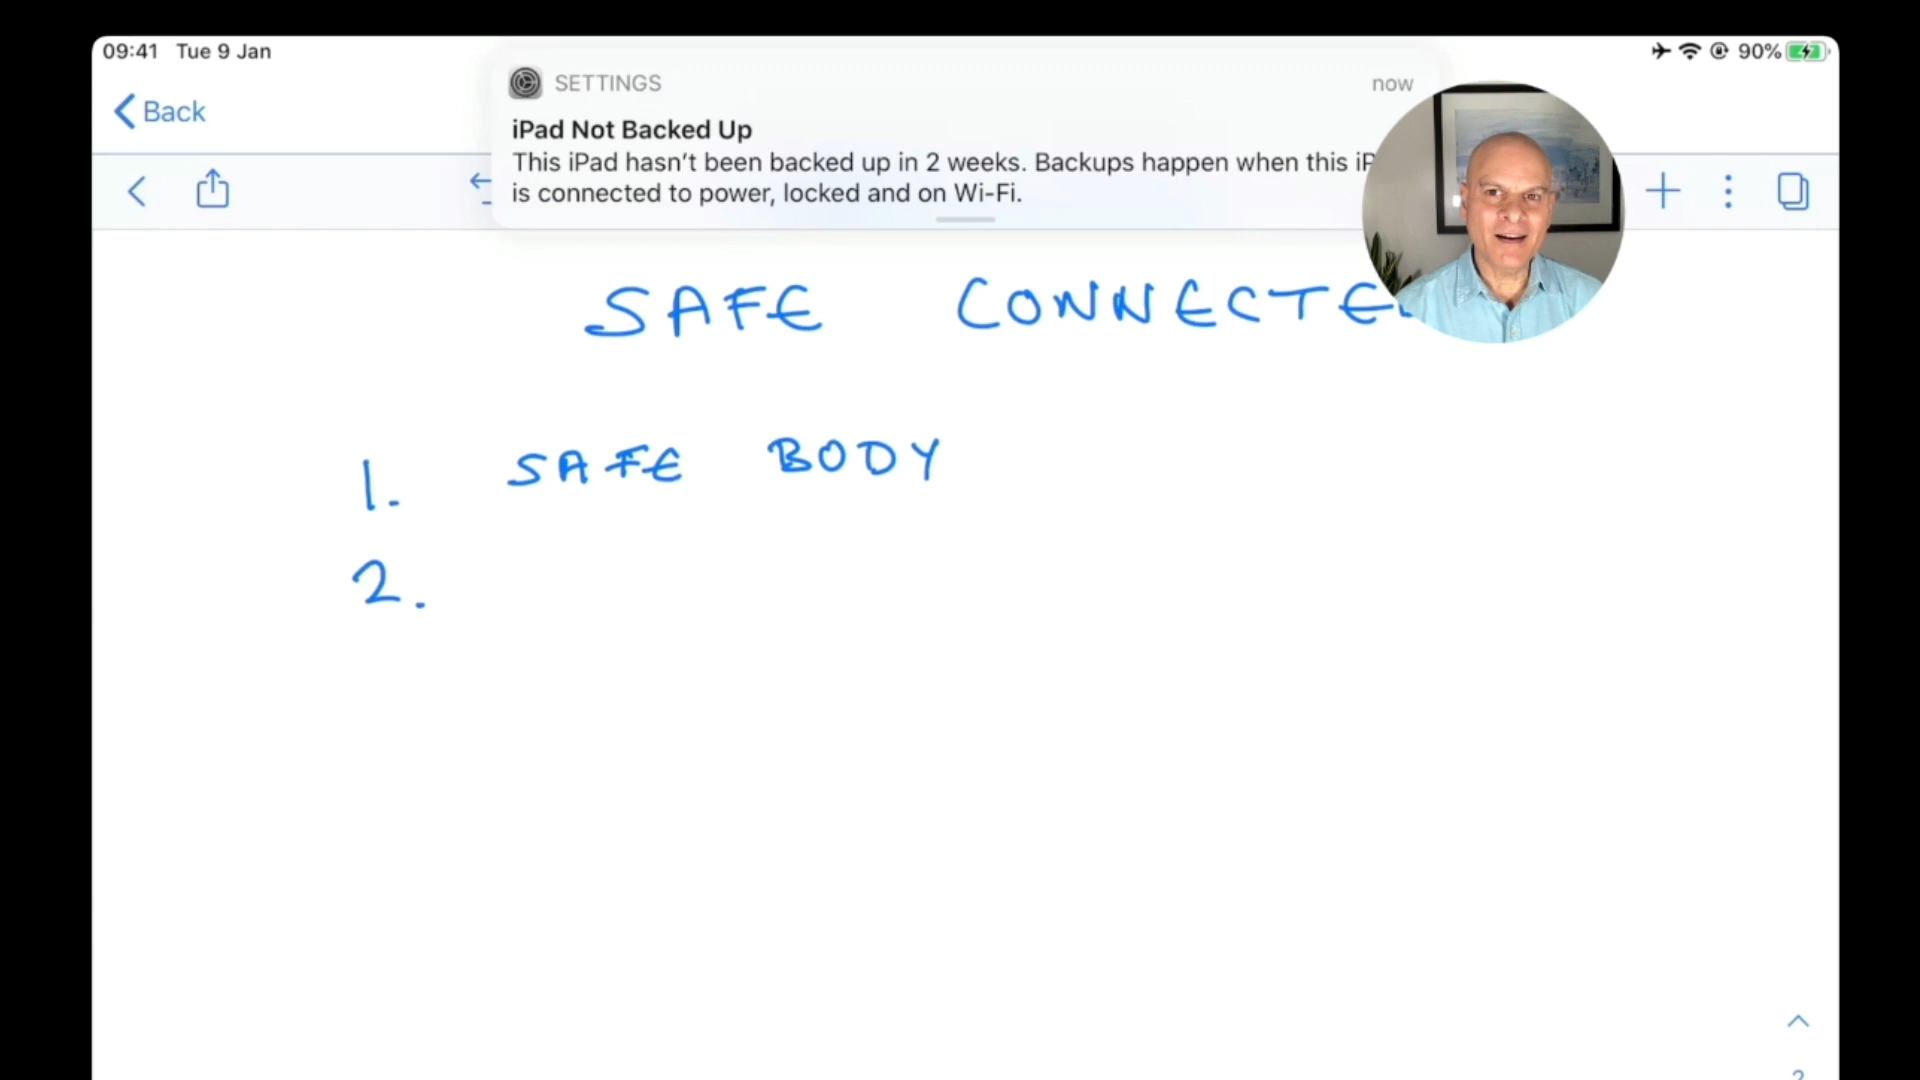 09:41 Tue 9 Jan
90%
SETTINGS
now
Back
iPad Not Backed Up
This iPad hasn't been backed up in 2 weeks. Backups happen when this iP
is connected to power, locked and on Wi-Fi.
SAFE CONNECTE
1. SAFE BODY
2.